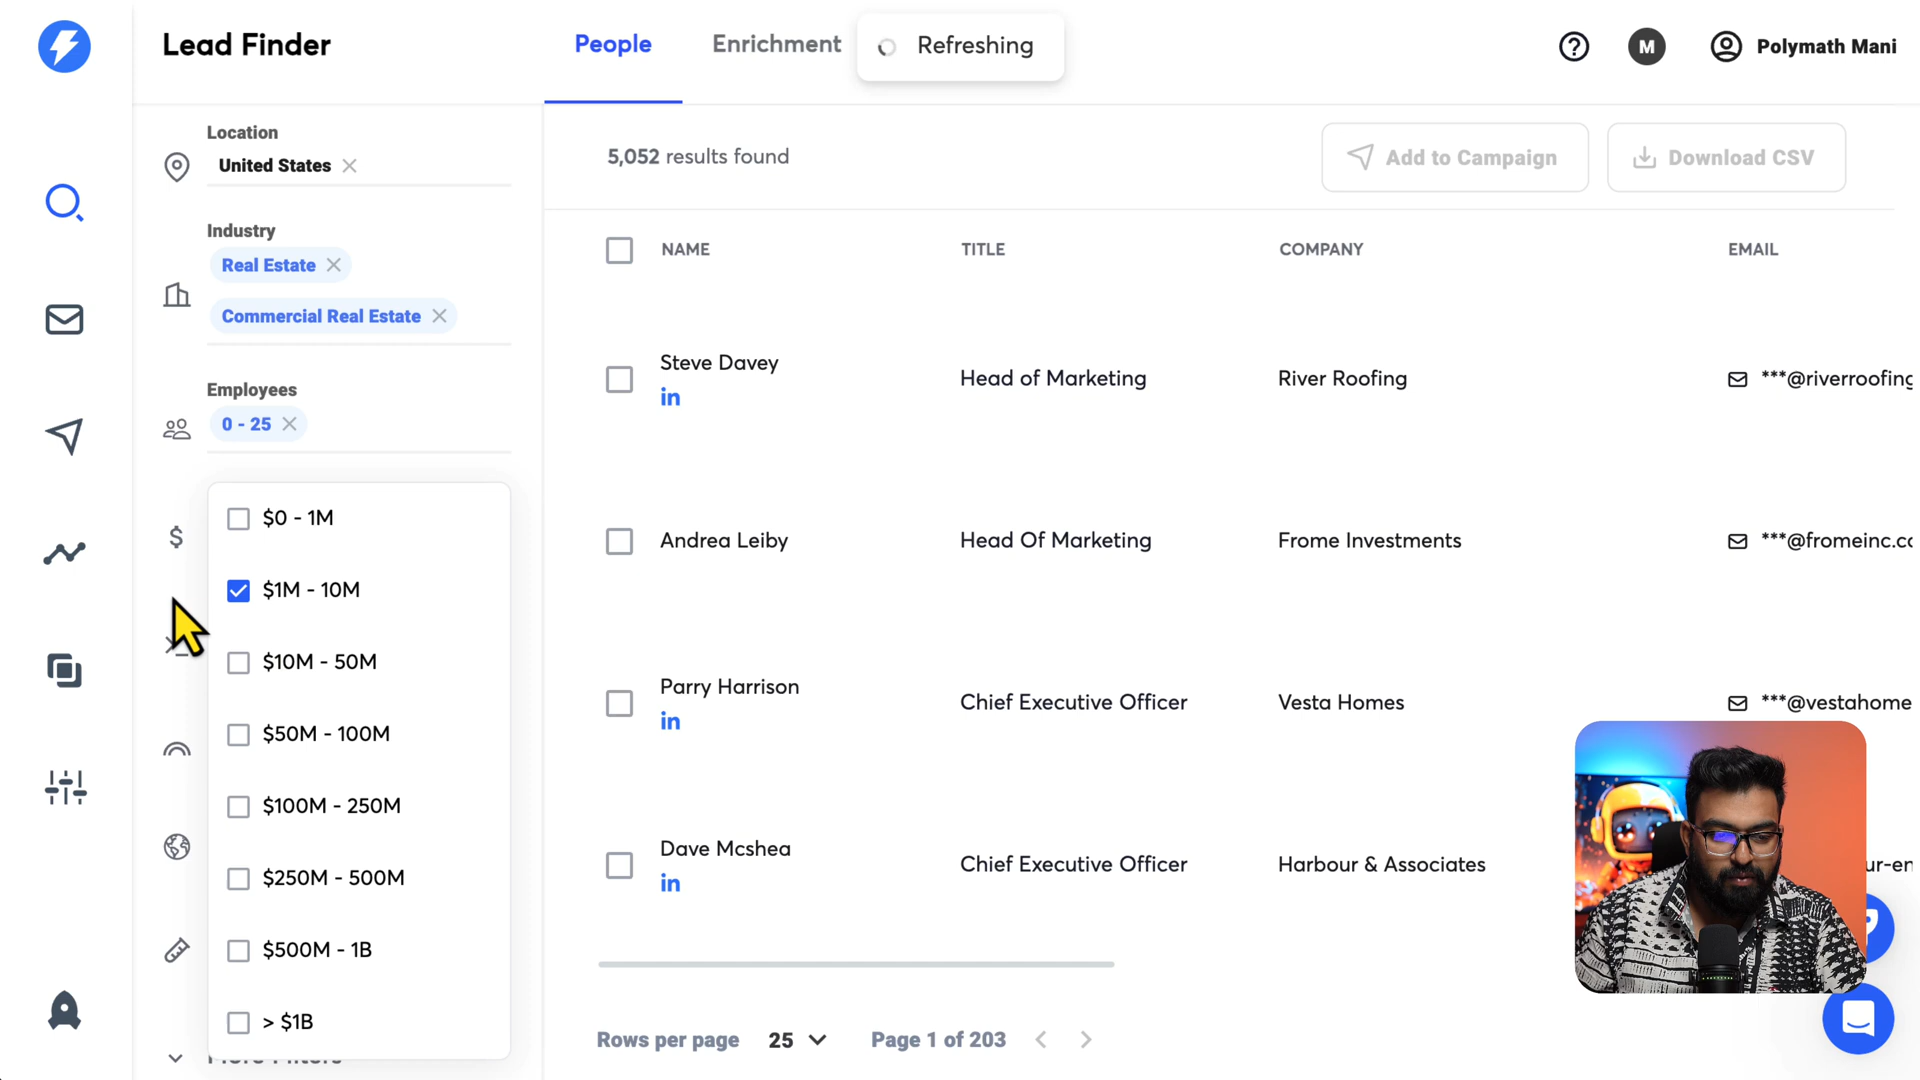 Lead Finder
People
Enrichment
Refreshing
M
Polymath Mani
Location
United States
Industry
Real Estate
Commercial Real Estate
Employees
0 - 25
$0 - 1M
$1M - 10M
$10M - 50M
$50M - 100M
$100M - 250M
$250M - 500M
$500M - 1B
> $1B
5,052 results found
Add to Campaign
Download CSV
NAME TITLE COMPANY EMAIL
Steve Davey
in
Head of Marketing
River Roofing
***@riverroofing
Andrea Leiby
Head Of Marketing
Frome Investments
***@fromeinc.co
Parry Harrison
in
Chief Executive Officer
Vesta Homes
***@vestahome
Dave Mcshea
in
Chief Executive Officer
Harbour & Associates
ur-en
Rows per page 25 Page 1 of 203